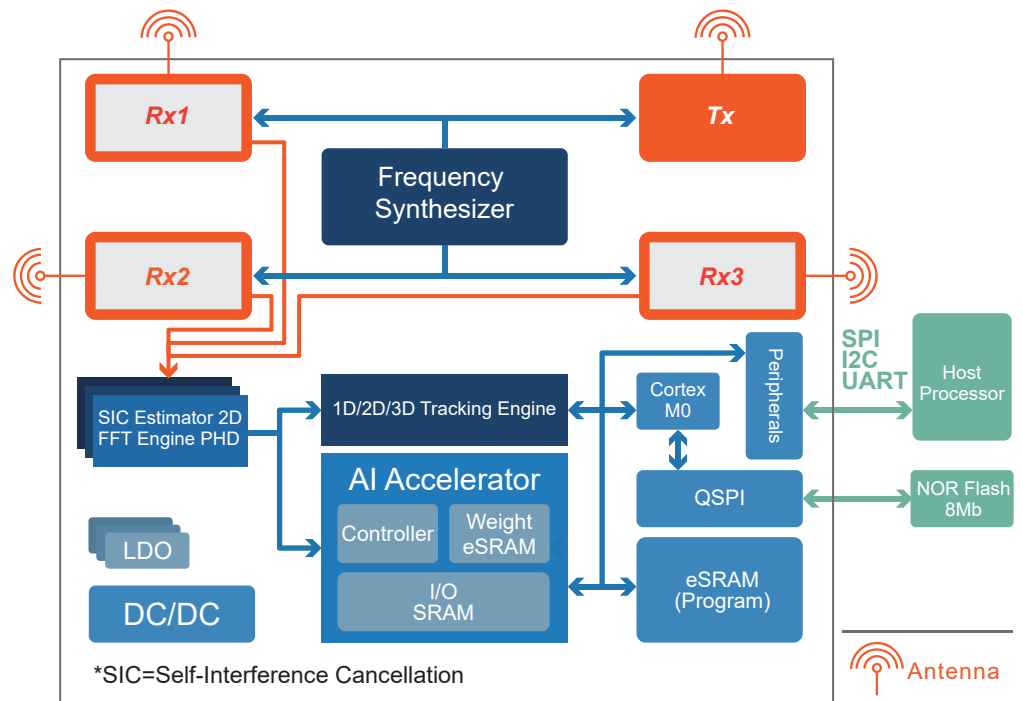 Rx1
Tx
Frequency
Synthesizer
Rx2
Rx3
SPI
I2C
UART
Host
Processor
Peripherals
SIC Estimator 2D
FFT Engine PHD
1D/2D/3D Tracking Engine
Cortex
M0
AI Accelerator
Controller
Weight
eSRAM
I/O
SRAM
QSPI
NOR Flash
8Mb
eSRAM
(Program)
LDO
DC/DC
*SIC=Self-Interference Cancellation
Antenna